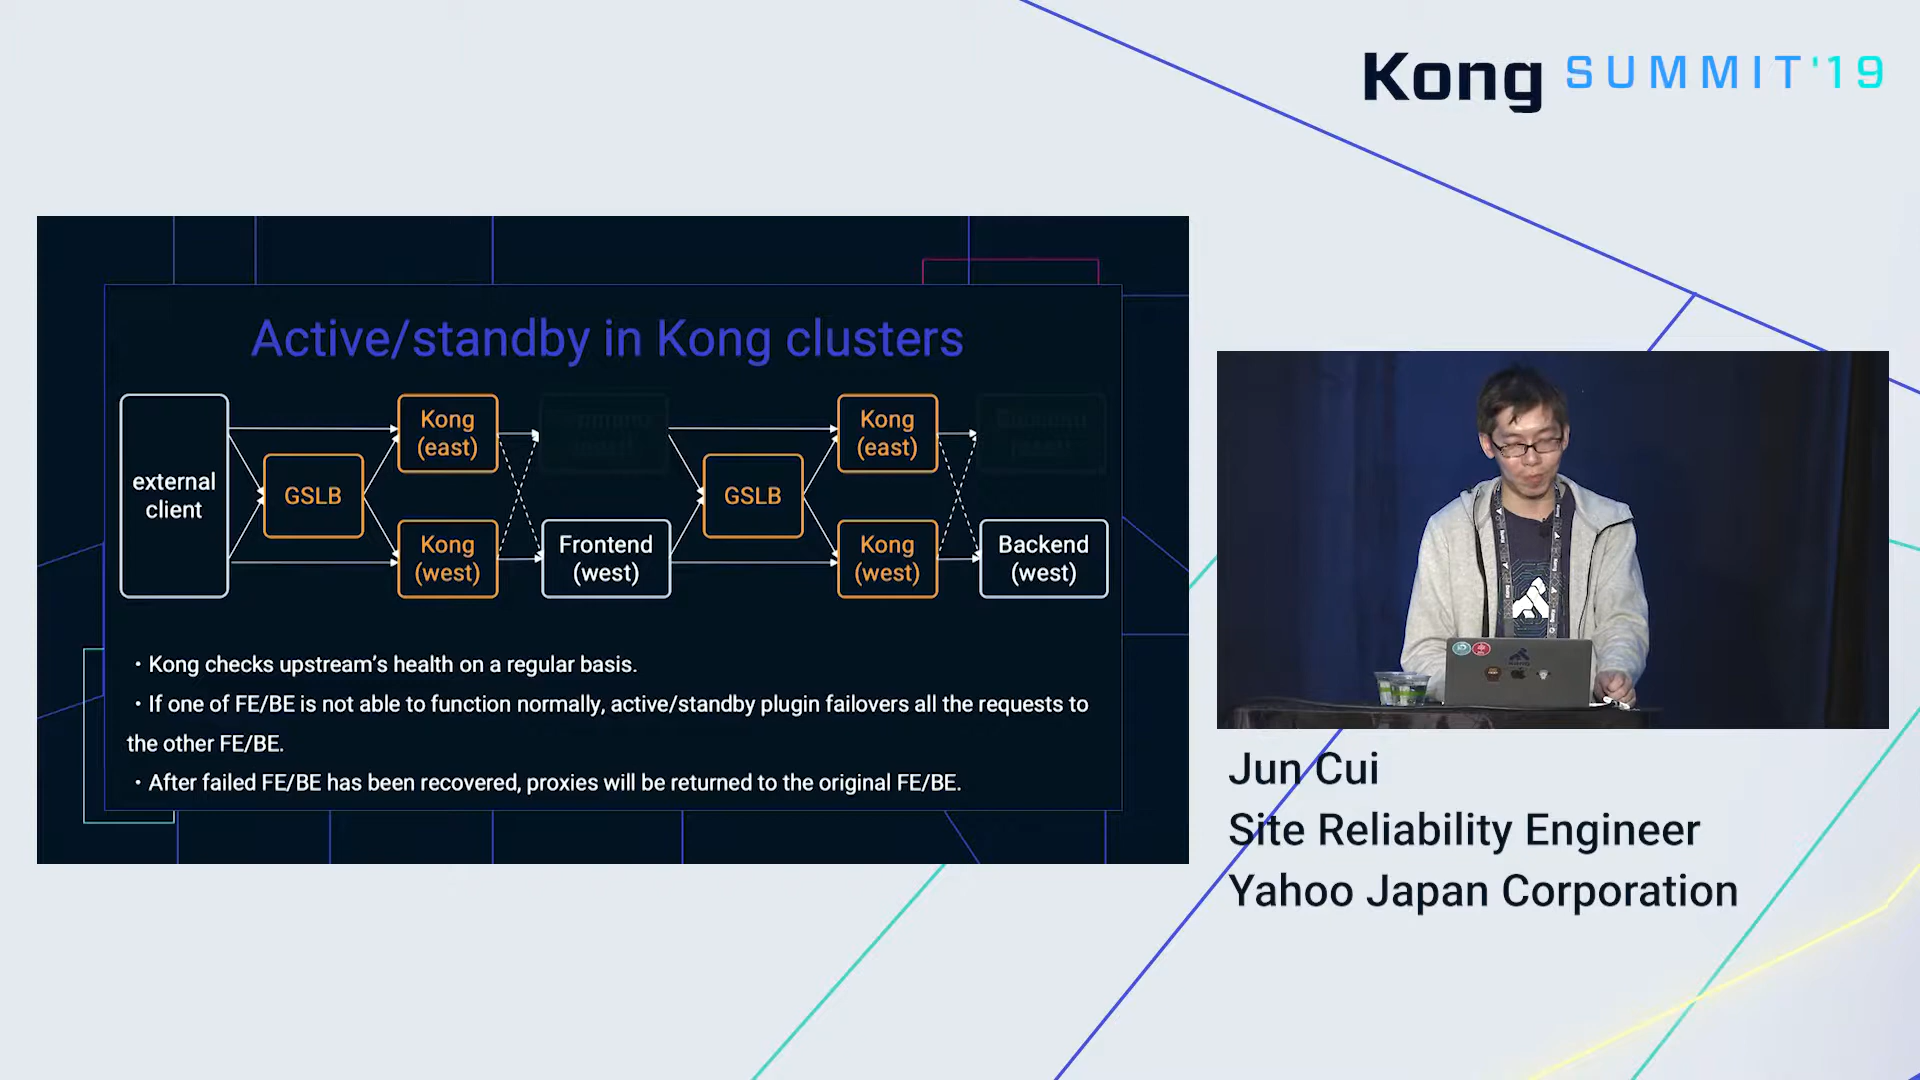 Kong SUMMIT'19
Active/standby in Kong clusters
external
client
GSLB
Kong
(east)
Kong
(west)
Frontend
(west)
GSLB
Kong
(east)
Kong
(west)
Backend
(west)
・Kong checks upstream's health on a regular basis.
・If one of FE/BE is not able to function normally, active/standby plugin failovers all the requests to
the other FE/BE.
・After failed FE/BE has been recovered, proxies will be returned to the original FE/BE.
Jun Cui
Site Reliability Engineer
Yahoo Japan Corporation